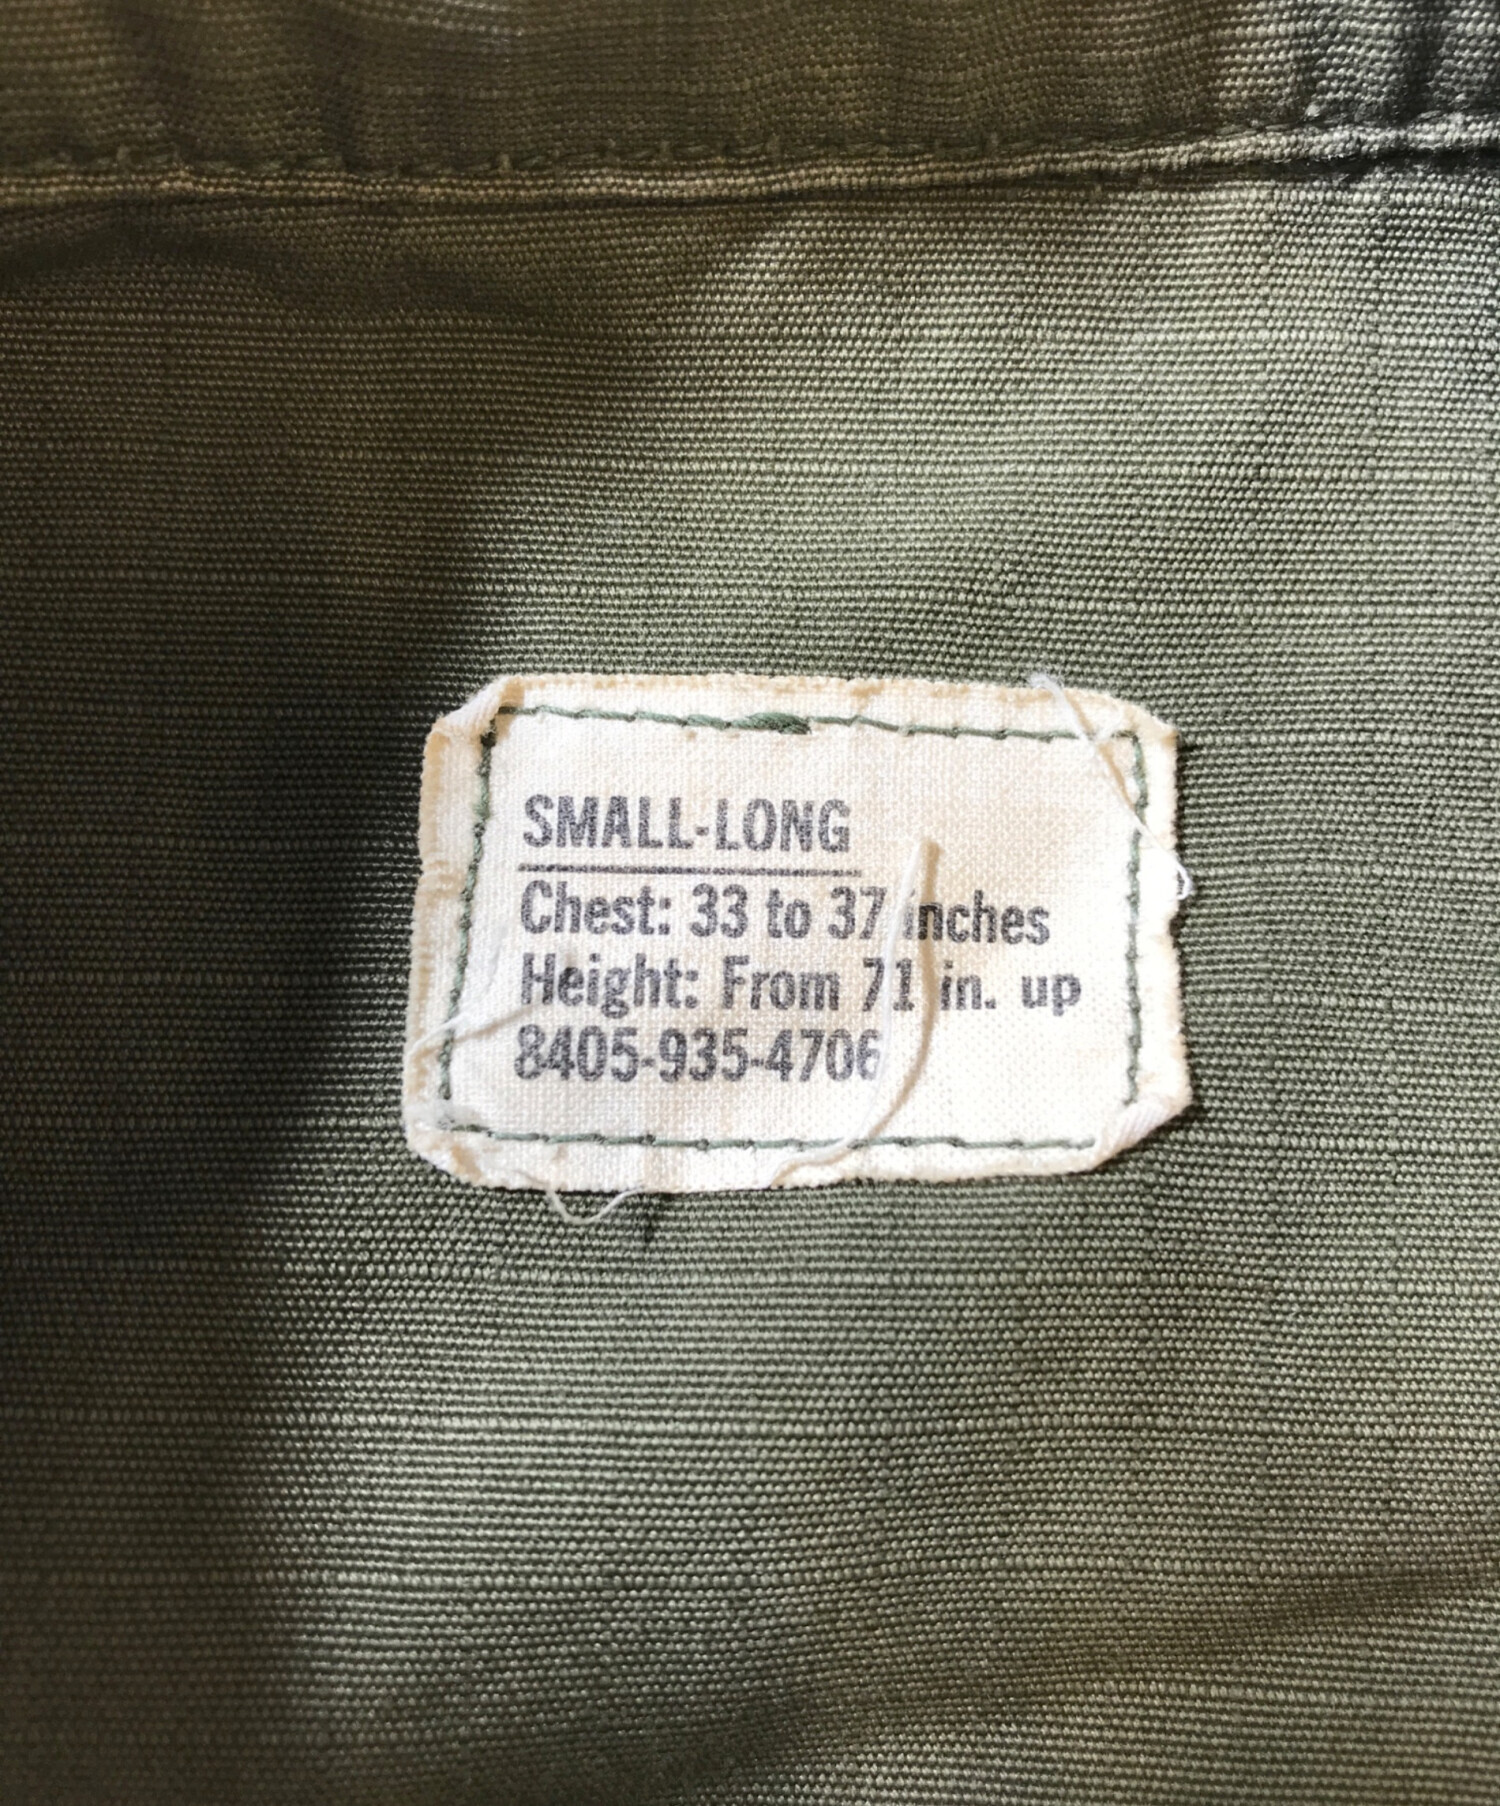 SMALL-LONG
Chest: 33 to 37 inches
Height: From 71 in. up
8405-935-4706